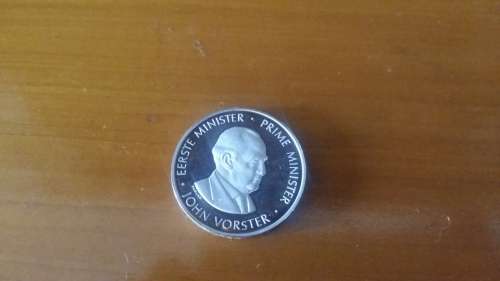 EERSTE MINISTER · PRIME MINISTER ·
JOHN VORSTER ·